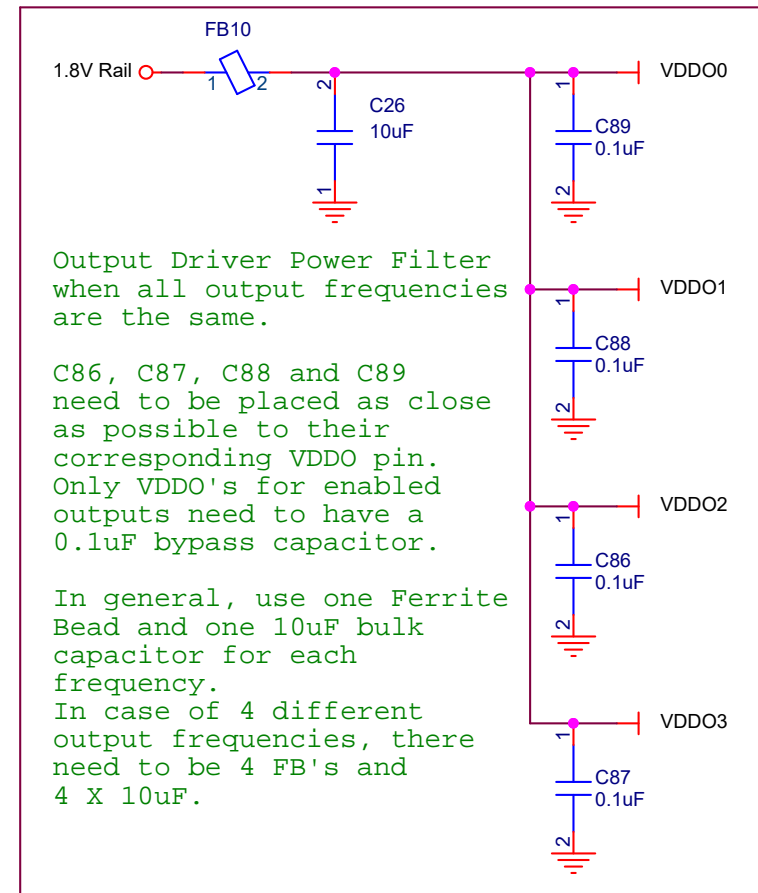 FB10
1.8V Rail
1
2
VDDO0
2
C26
10uF
1
1
C89
0.1uF
2
Output Driver Power Filter
when all output frequencies
are the same.
VDDO1
1
C88
0.1uF
2
C86, C87, C88 and C89
need to be placed as close
as possible to their
corresponding VDDO pin.
Only VDDO's for enabled
outputs need to have a
0.1uF bypass capacitor.
VDDO2
1
C86
0.1uF
2
In general, use one Ferrite
Bead and one 10uF bulk
capacitor for each
frequency.
In case of 4 different
output frequencies, there
need to be 4 FB's and
4 X 10uF.
VDDO3
1
C87
0.1uF
2